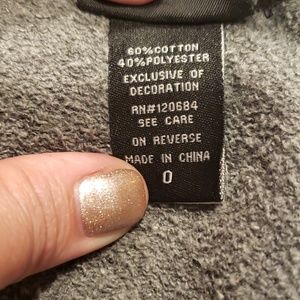 60%COTTON
40%POLYESTER
EXCLUSIVE OF
DECORATION
RN#120684
SEE CARE
ON REVERSE
MADE IN CHINA
0